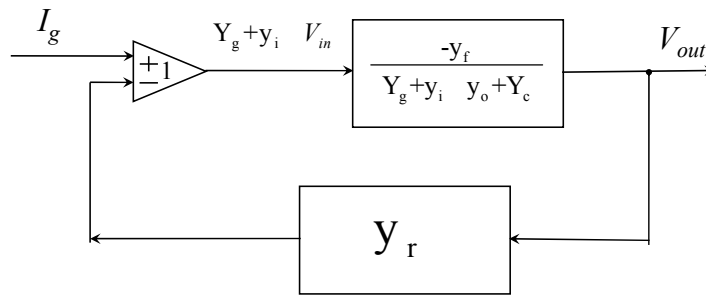 I_g
Y_g+y_i V_in
-y_f
V_out
+
1
−
Y_g+y_i y_o+Y_c
y_r